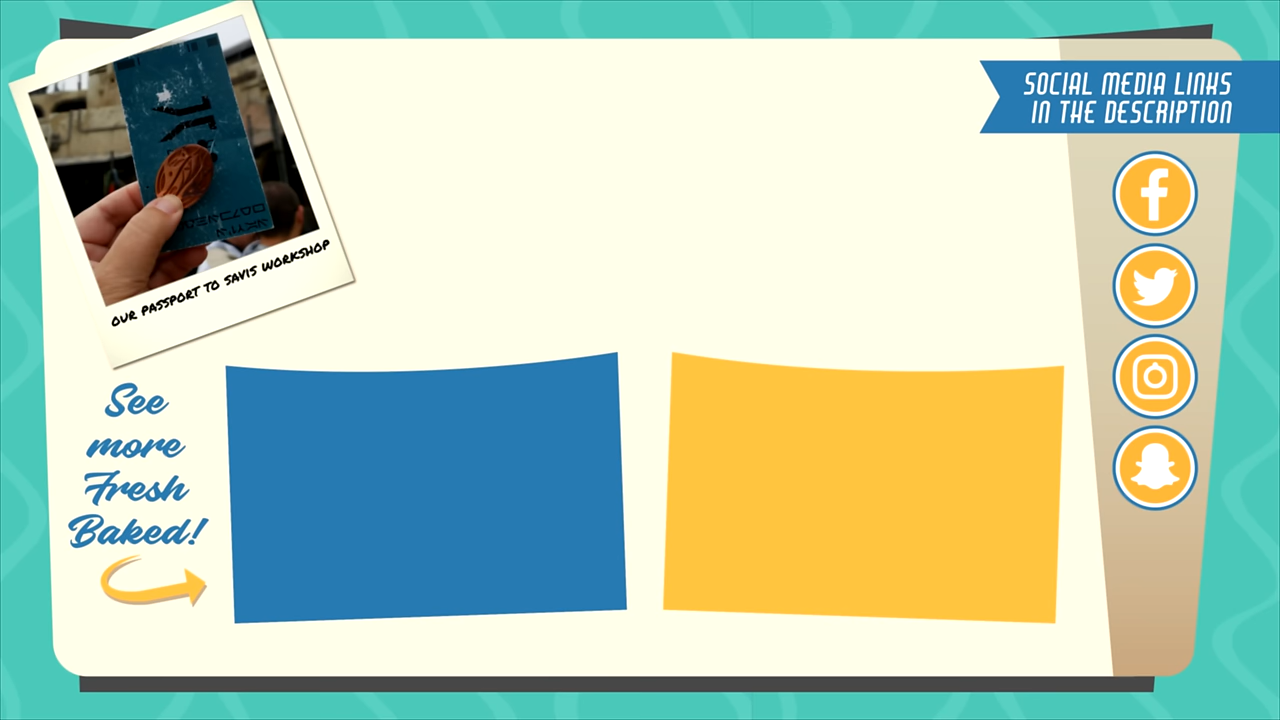 SOCIAL MEDIA LINKS
IN THE DESCRIPTION
OUR PASSPORT TO SAVIS WORKSHOP
See
more
Fresh
Baked!